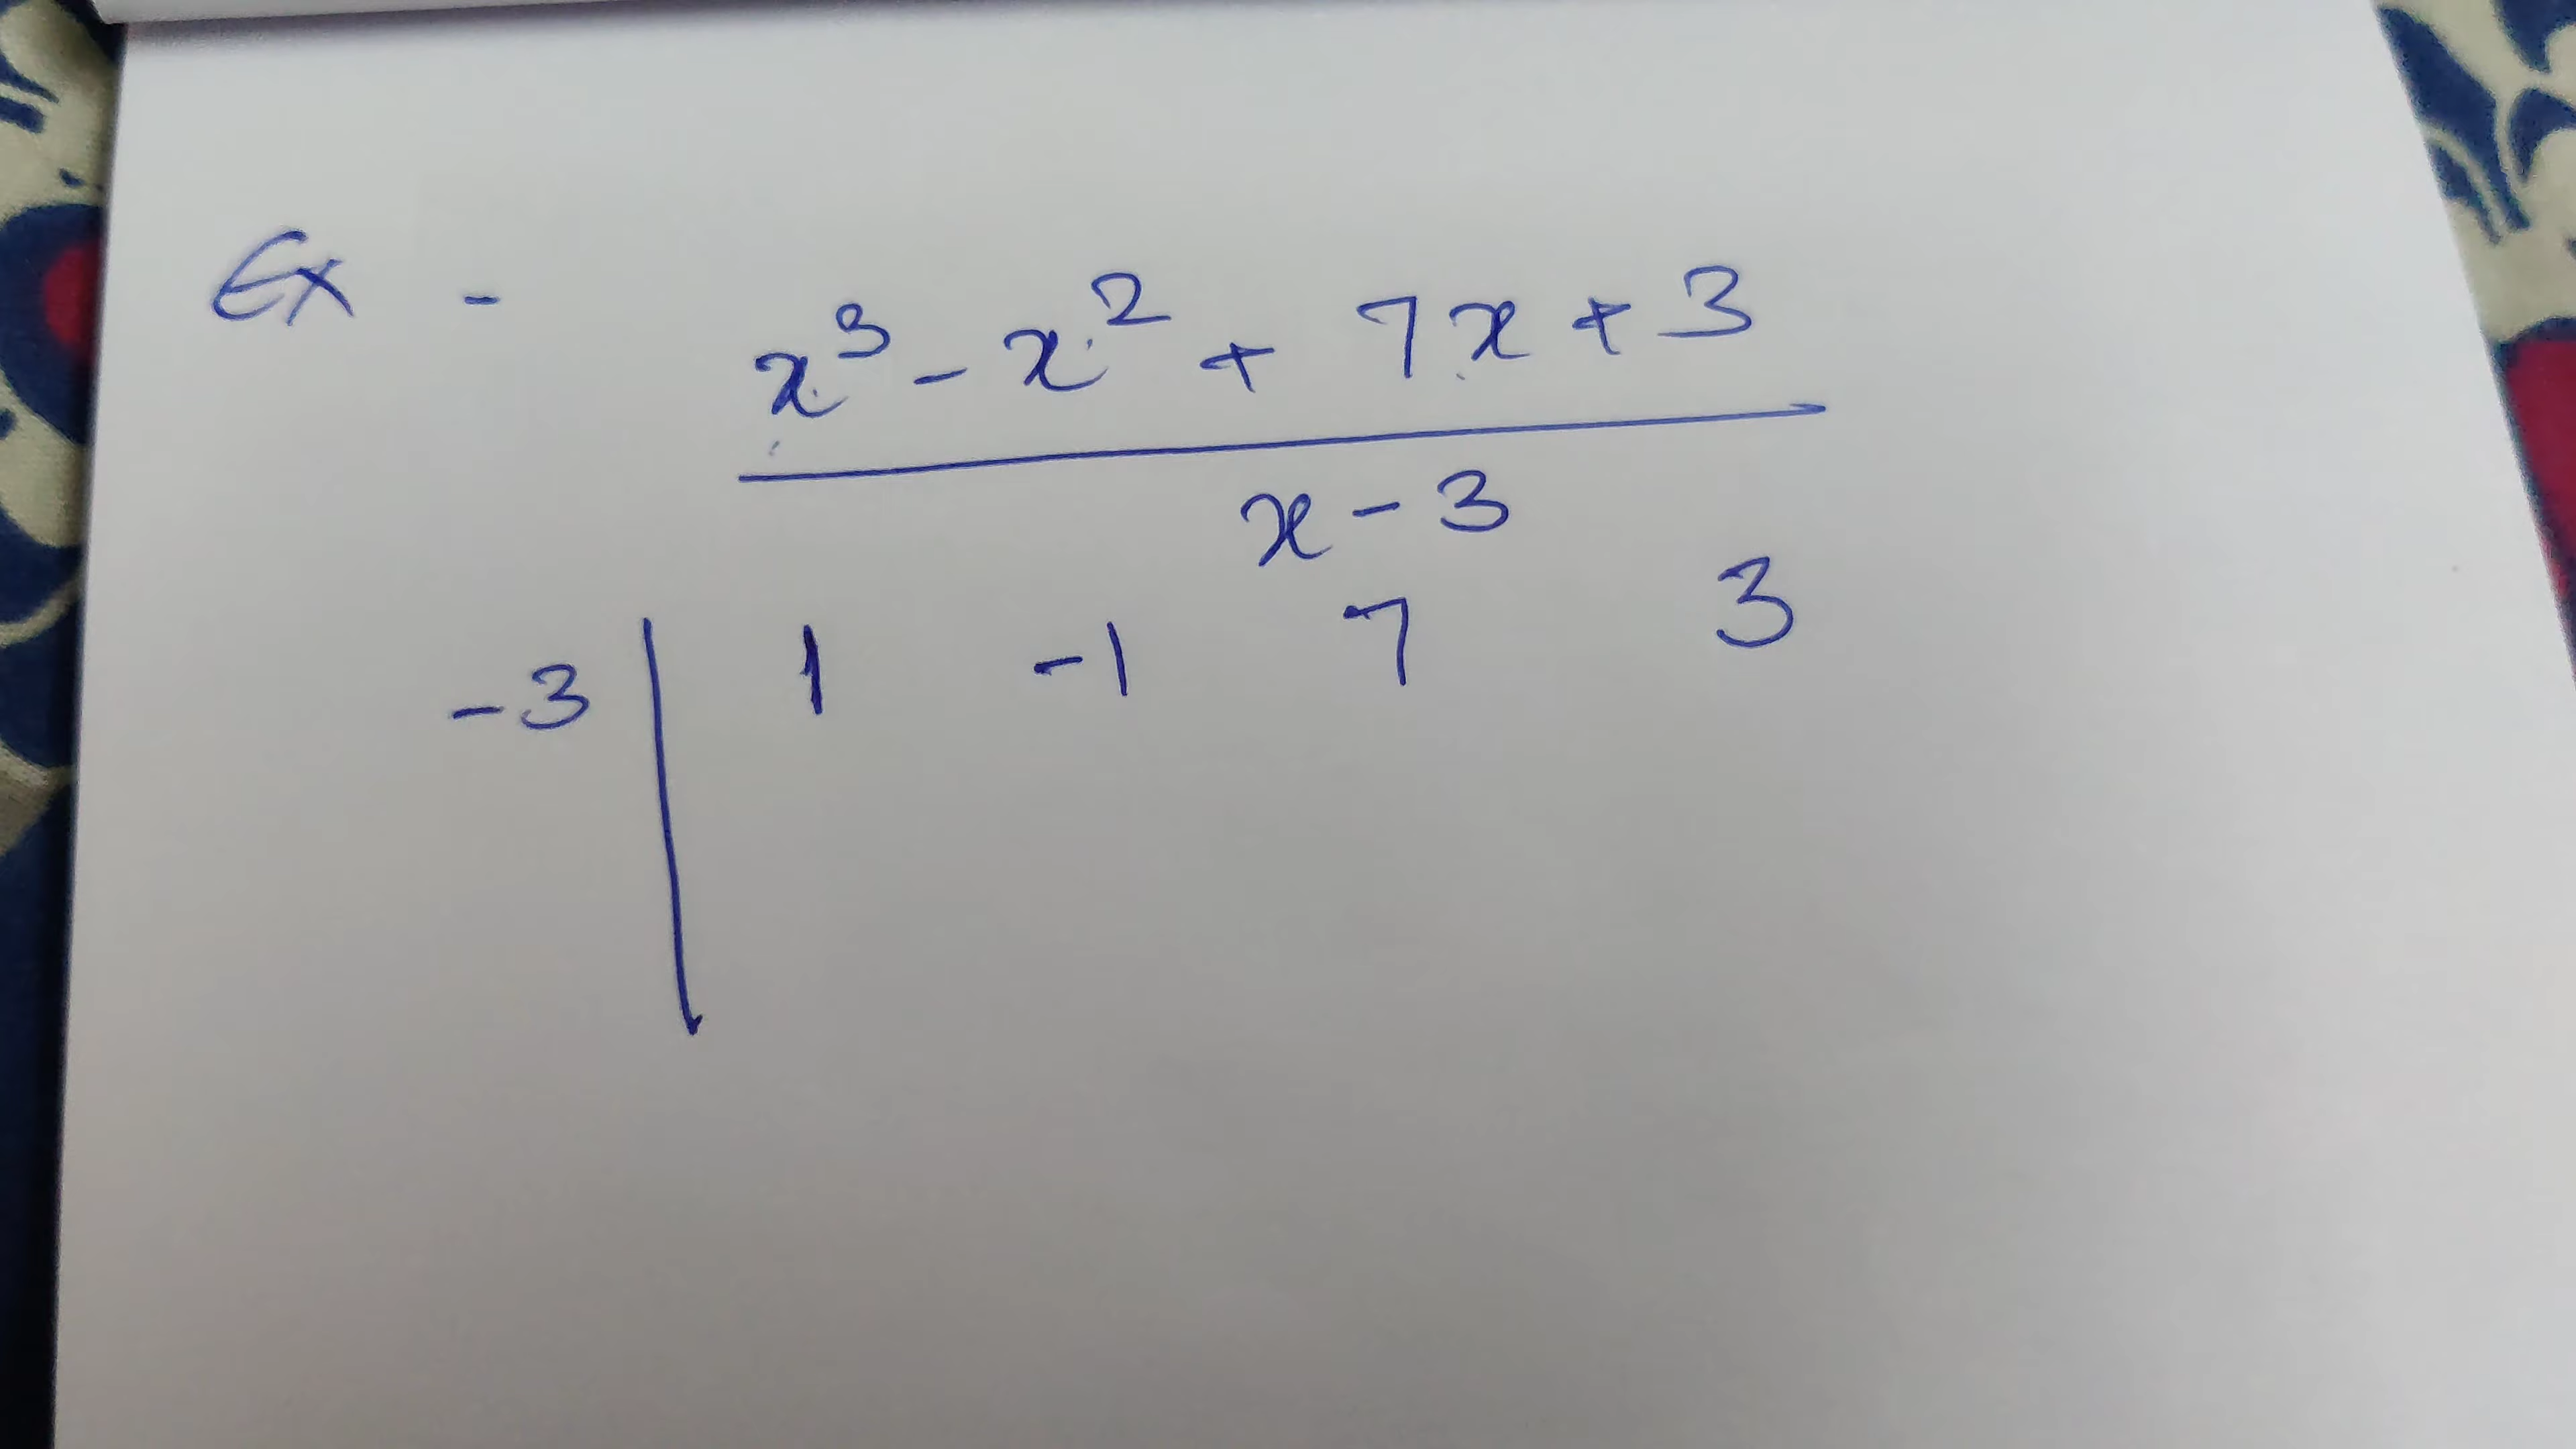 Ex - x³ - x² + 7x + 3
x - 3
-3 | 1 -1 7 3